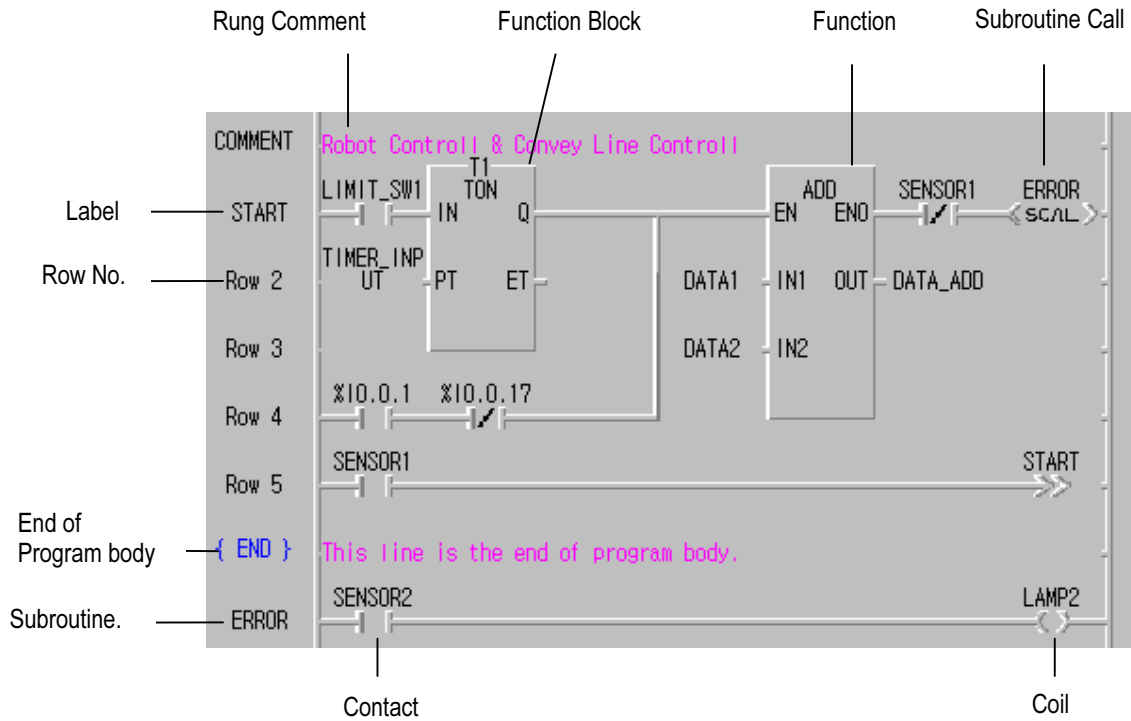 Rung Comment Function Block Function Subroutine Call
COMMENT Robot Controll & Convey Line Controll
T1
LIMIT_SW1 TON ADD SENSOR1 ERROR
Label START IN Q EN ENO SCAL
TIMER_INP
Row No. Row 2 UT PT ET DATA1 IN1 OUT DATA_ADD
Row 3 DATA2 IN2
%I0.0.1 %I0.0.17
Row 4
SENSOR1 START
Row 5
End of
Program body { END } This line is the end of program body.
SENSOR2 LAMP2
Subroutine. ERROR
Contact Coil